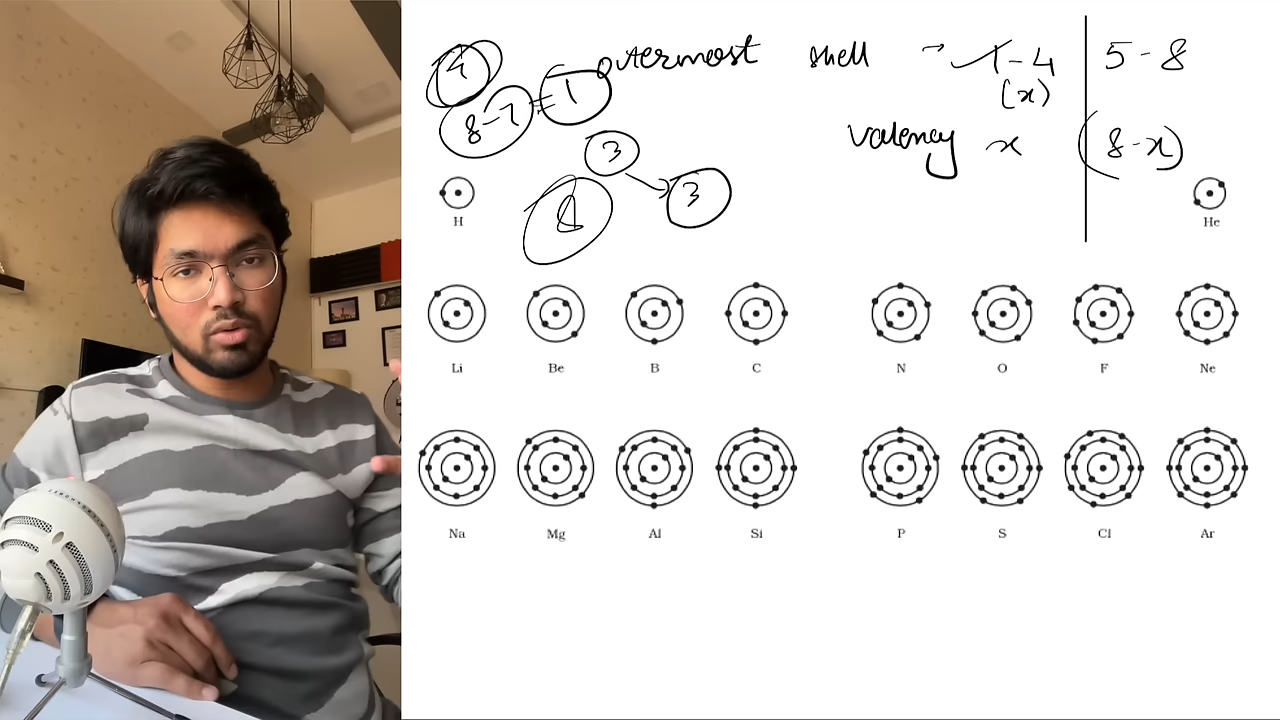 outermost shell → 1-4 | 5-8
(x)
valency x (8-x)
4
8-7 = 1
3
3
H He
Li Be B C N O F Ne
Na Mg Al Si P S Cl Ar